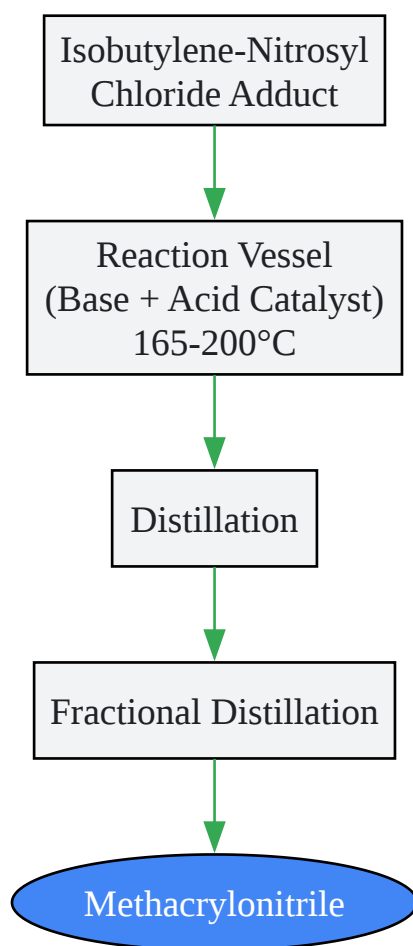 Isobutylene-Nitrosyl
Chloride Adduct
Reaction Vessel
(Base + Acid Catalyst)
165-200°C
Distillation
Fractional Distillation
Methacrylonitrile